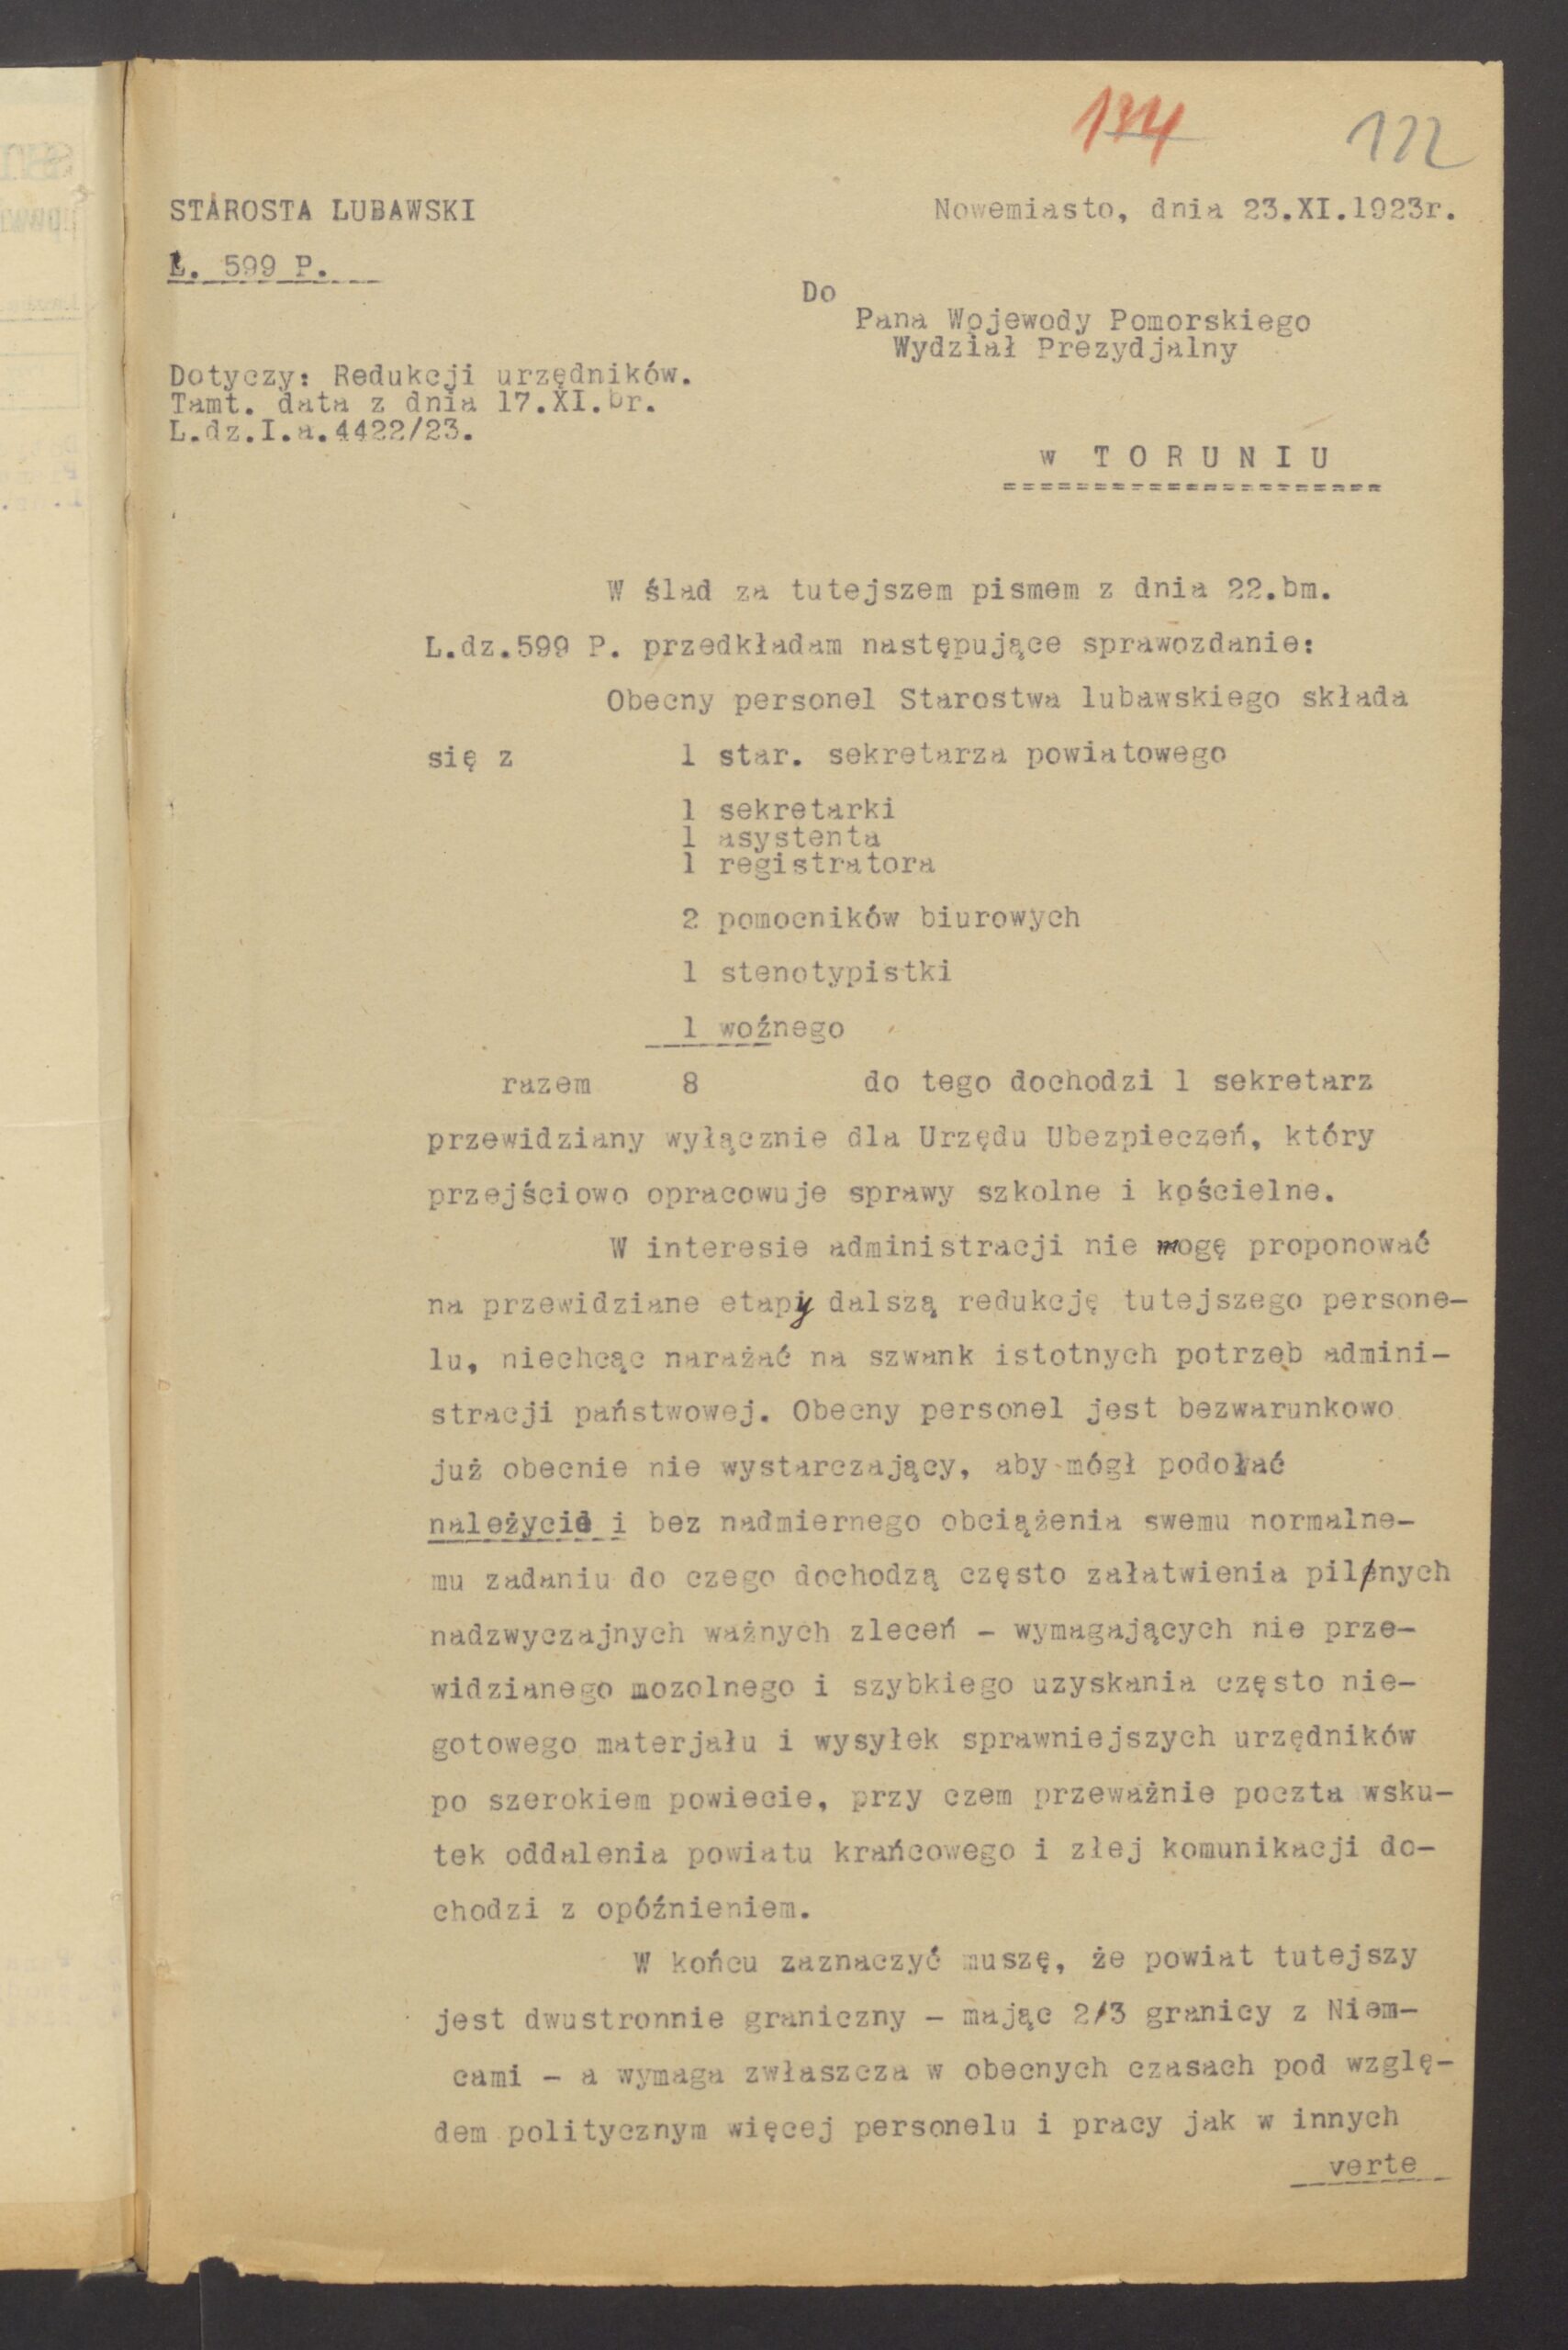 134 122
STAROSTA LUBAWSKI
Nowemiasto, dnia 23.XI.1923r.
L. 599 P.
Do
Pana Wojewody Pomorskiego
Wydział Prezydjalny
Dotyczy: Redukcji urzędników.
Tamt. data z dnia 17.XI.br.
L.dz.I.a.4422/23.
w T O R U N I U
=====================
W ślad za tutejszem pismem z dnia 22.bm.
L.dz.599 P. przedkładam następujące sprawozdanie:
Obecny personel Starostwa lubawskiego składa
się z 1 star. sekretarza powiatowego
1 sekretarki
1 asystenta
1 registratora
2 pomocników biurowych
1 stenotypistki
1 woźnego
razem 8 do tego dochodzi 1 sekretarz
przewidziany wyłącznie dla Urzędu Ubezpieczeń, który
przejściowo opracowuje sprawy szkolne i kościelne.
W interesie administracji nie mogę proponować
na przewidziane etapy dalszą redukcję tutejszego persone-
lu, niechcąc narażać na szwank istotnych potrzeb admini-
stracji państwowej. Obecny personel jest bezwarunkowo
już obecnie nie wystarczający, aby mógł podołać
należycie i bez nadmiernego obciążenia swemu normalne-
mu zadaniu do czego dochodzą często załatwienia pilnych
nadzwyczajnych ważnych zleceń - wymagających nie prze-
widzianego mozolnego i szybkiego uzyskania często nie-
gotowego materjału i wysyłek sprawniejszych urzędników
po szerokiem powiecie, przy czem przeważnie poczta wsku-
tek oddalenia powiatu krańcowego i złej komunikacji do-
chodzi z opóźnieniem.
W końcu zaznaczyć muszę, że powiat tutejszy
jest dwustronnie graniczny - mając 2/3 granicy z Niem-
cami - a wymaga zwłaszcza w obecnych czasach pod wzglę-
dem politycznym więcej personelu i pracy jak w innych
verte